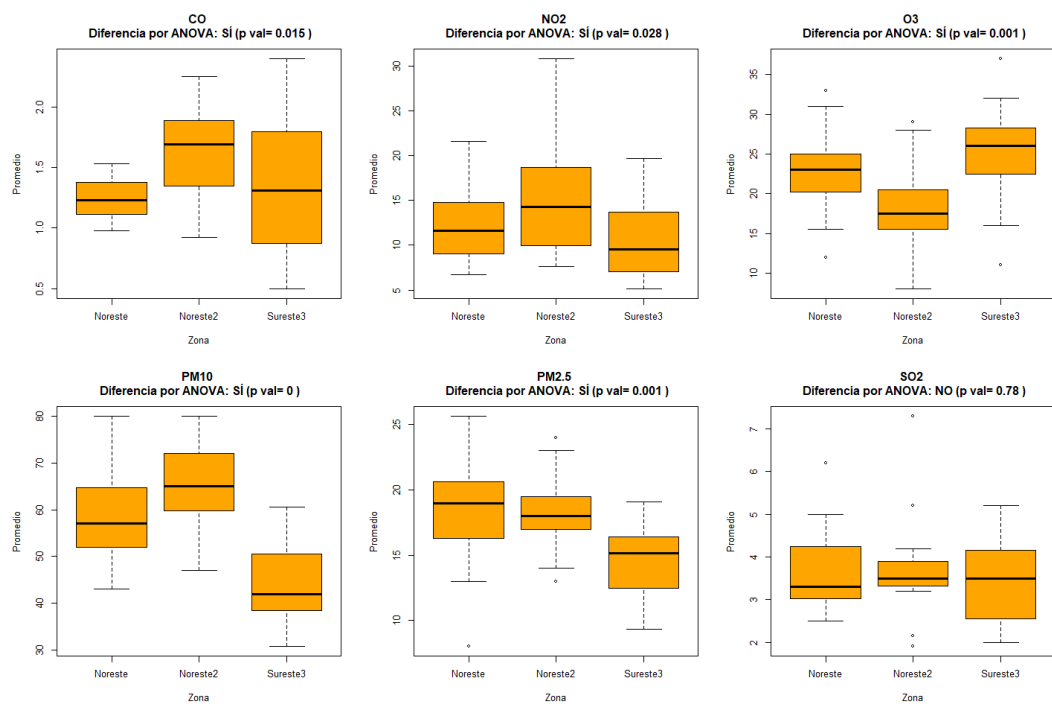 CO
Diferencia por ANOVA: SÍ (p val= 0.015 )
Promedio
2.0
1.5
1.0
0.5
Noreste Noreste2 Sureste3
Zona
NO2
Diferencia por ANOVA: SÍ (p val= 0.028 )
Promedio
30
25
20
15
10
5
Noreste Noreste2 Sureste3
Zona
O3
Diferencia por ANOVA: SÍ (p val= 0.001 )
Promedio
35
30
25
20
15
10
Noreste Noreste2 Sureste3
Zona
PM10
Diferencia por ANOVA: SÍ (p val= 0 )
Promedio
80
70
60
50
40
30
Noreste Noreste2 Sureste3
Zona
PM2.5
Diferencia por ANOVA: SÍ (p val= 0.001 )
Promedio
25
20
15
10
Noreste Noreste2 Sureste3
Zona
SO2
Diferencia por ANOVA: NO (p val= 0.78 )
Promedio
7
6
5
4
3
2
Noreste Noreste2 Sureste3
Zona